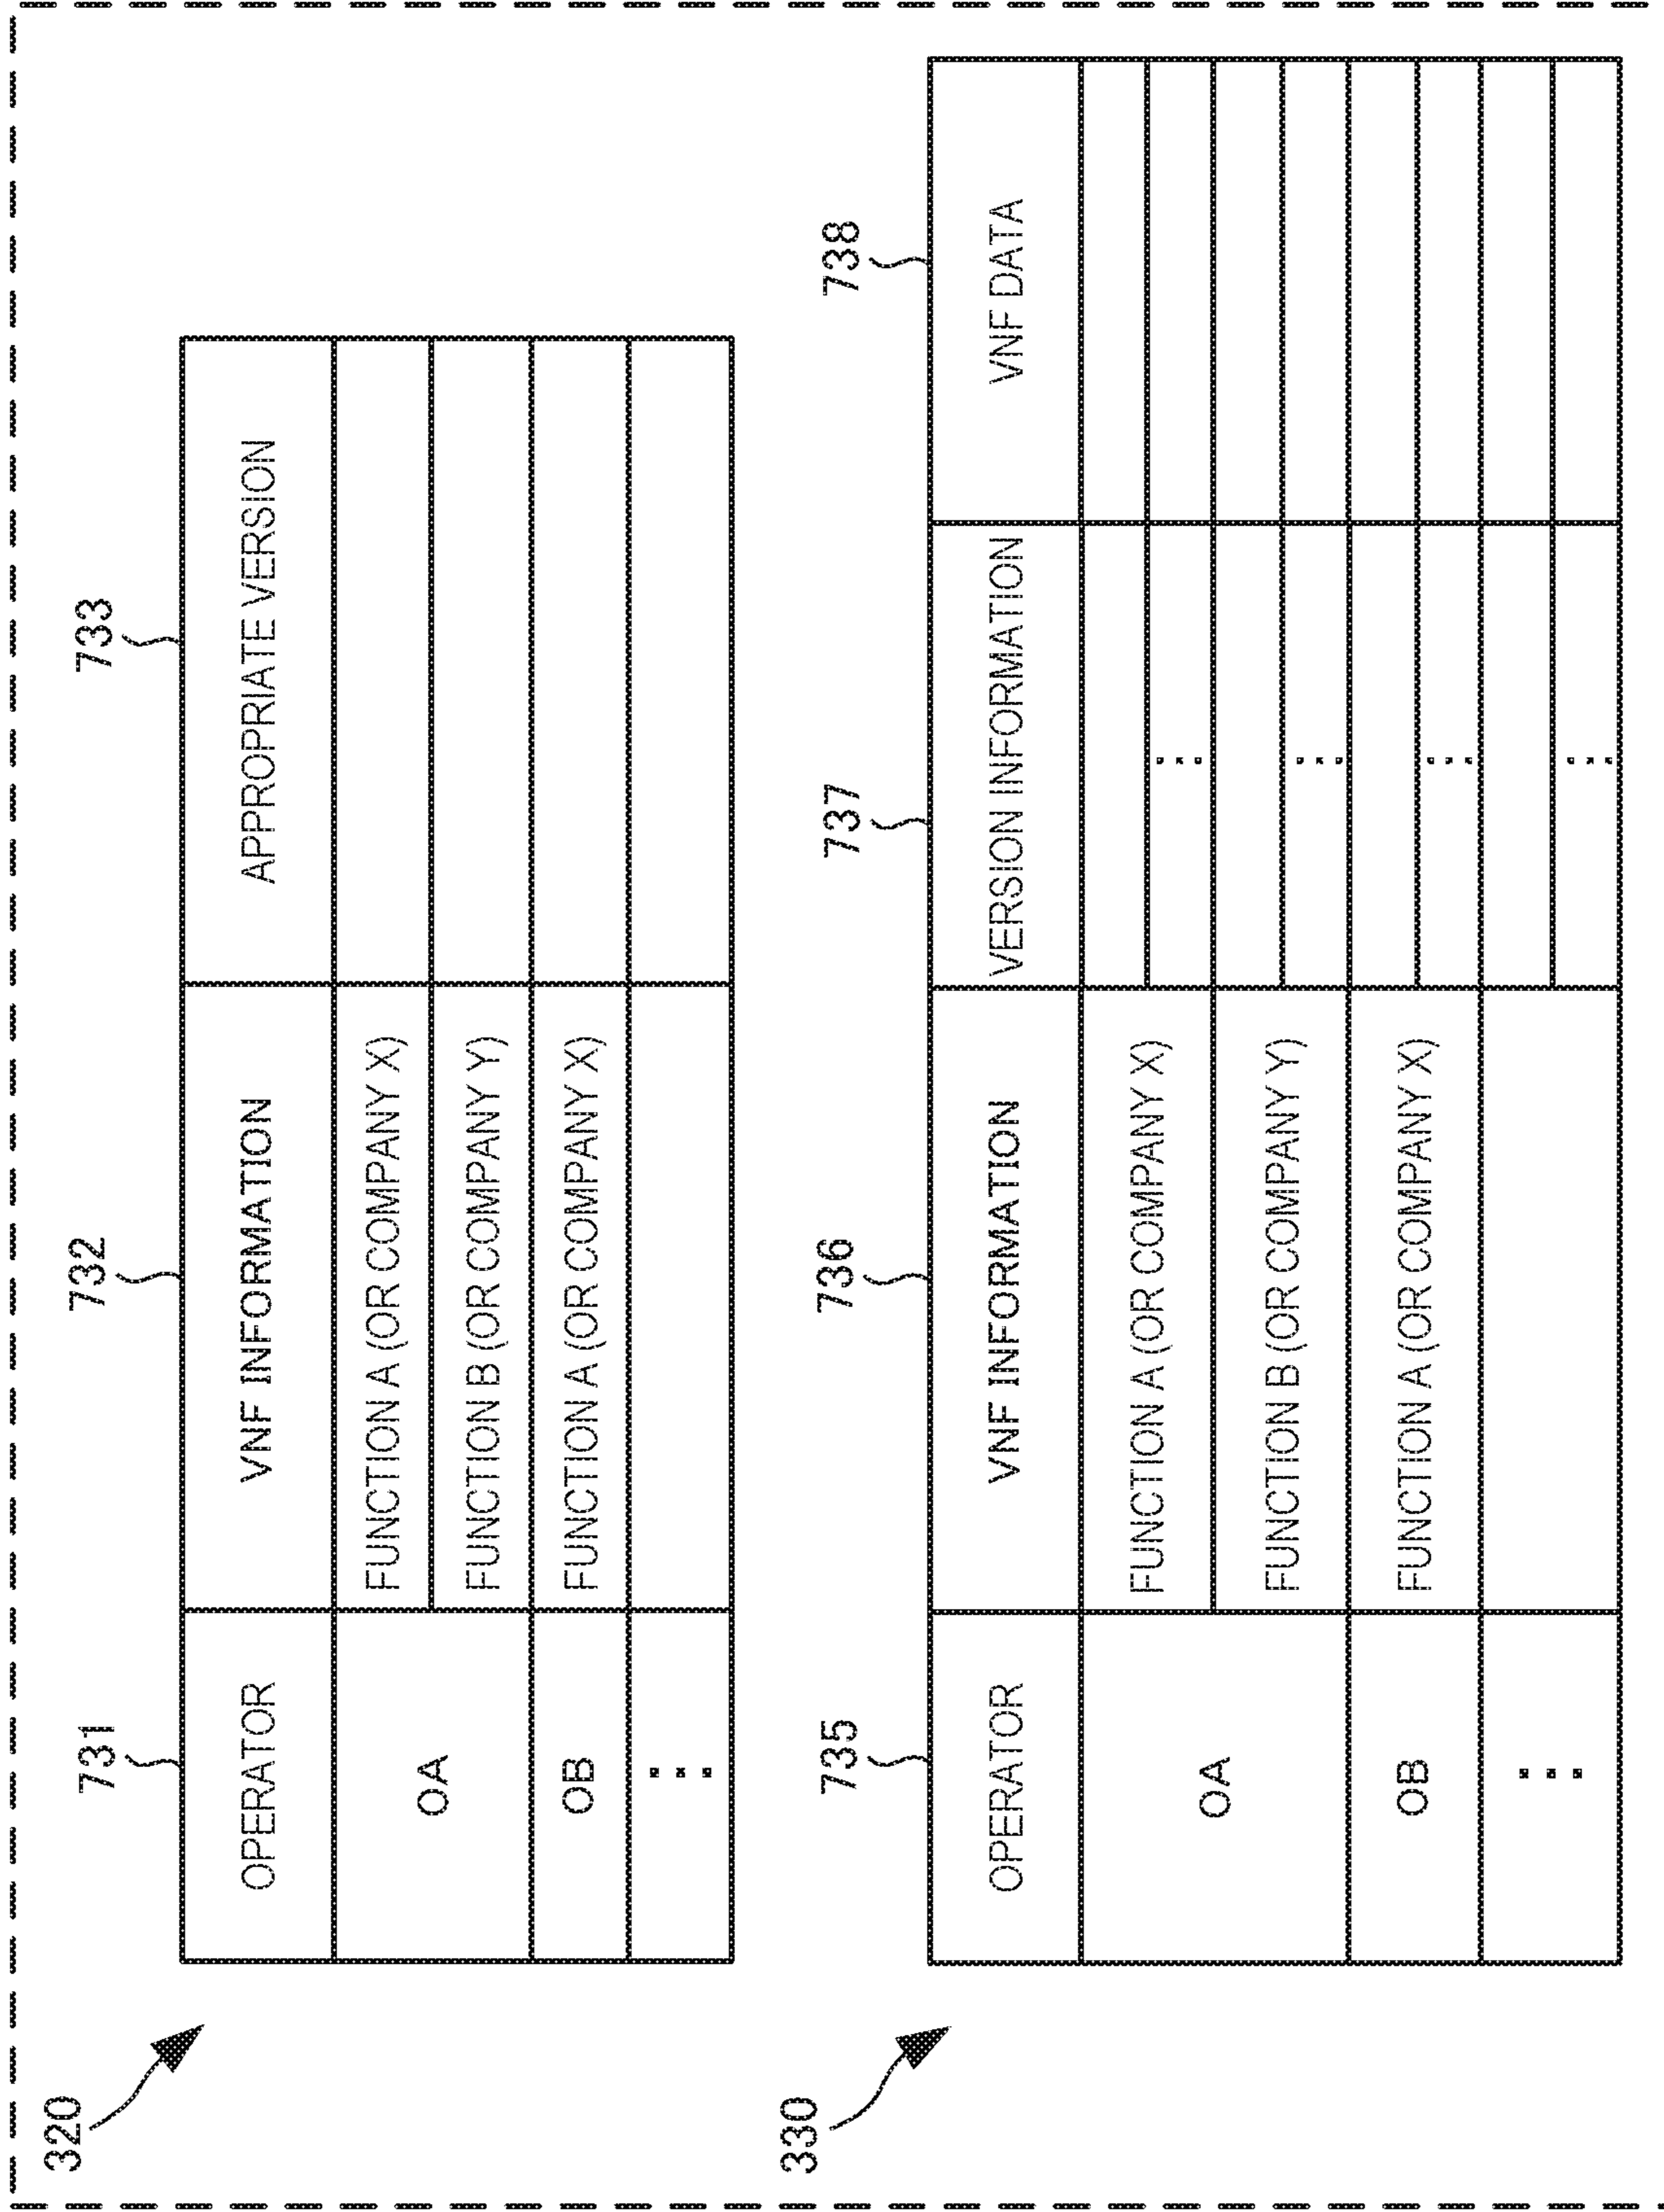 320
731
732
733
OPERATOR
VNF INFORMATION
APPROPRIATE VERSION
OA
FUNCTION A (OR COMPANY X)
FUNCTION B (OR COMPANY Y)
OB
FUNCTION A (OR COMPANY X)
⋮
330
735
736
737
738
OPERATOR
VNF INFORMATION
VERSION INFORMATION
VNF DATA
OA
FUNCTION A (OR COMPANY X)
⋮
FUNCTION B (OR COMPANY Y)
⋮
OB
FUNCTION A (OR COMPANY X)
⋮
⋮
⋮